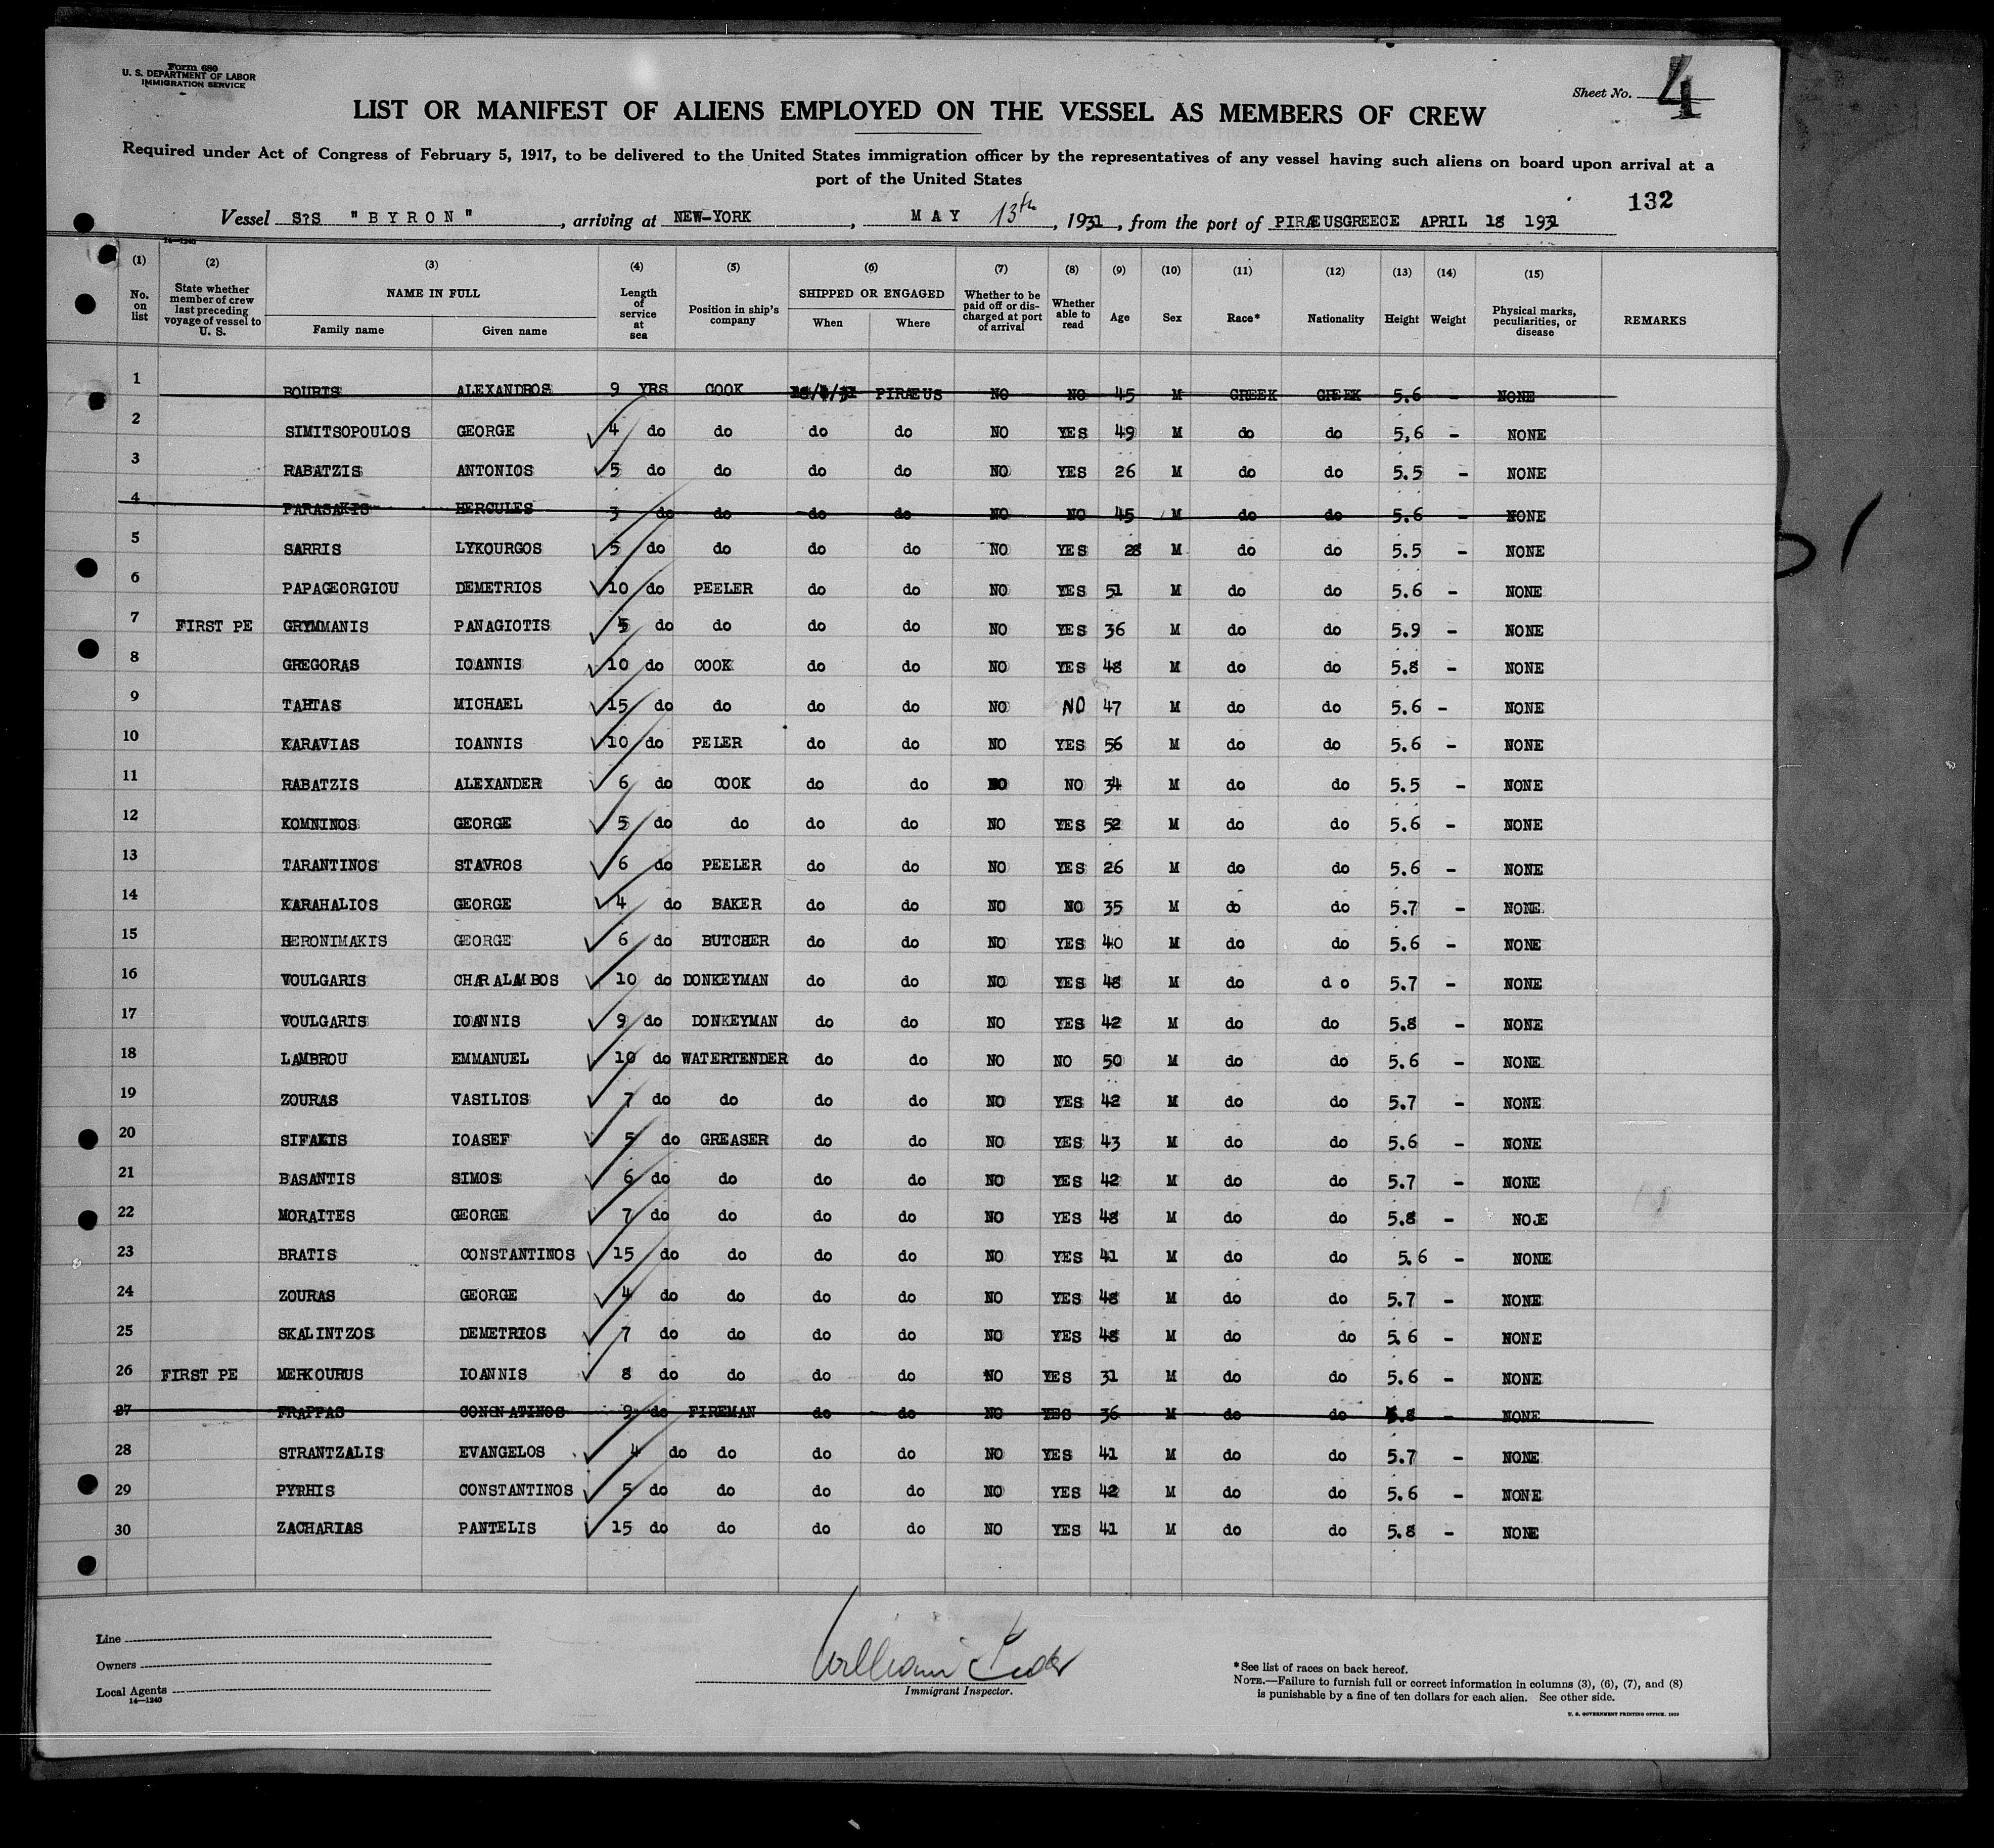 Form 680
U. S. DEPARTMENT OF LABOR
IMMIGRATION SERVICE
Sheet No. 4
LIST OR MANIFEST OF ALIENS EMPLOYED ON THE VESSEL AS MEMBERS OF CREW
Required under Act of Congress of February 5, 1917, to be delivered to the United States immigration officer by the representatives of any vessel having such aliens on board upon arrival at a
port of the United States
132
Vessel S?S "BYRON", arriving at NEW-YORK, MAY 13th, 1931, from the port of PIRÆUSGREECE APRIL 18 1931
14—1240
(1) (2) (3) (4) (5) (6) (7) (8) (9) (10) (11) (12) (13) (14) (15)
No. on list State whether member of crew last preceding voyage of vessel to U. S. NAME IN FULL Family name Given name Length of service at sea Position in ship's company SHIPPED OR ENGAGED When Where Whether to be paid off or discharged at port of arrival Whether able to read Age Sex Race* Nationality Height Weight Physical marks, peculiarities, or disease REMARKS
1 BOURTS ALEXANDROS 9 YRS COOK 18/4/31 PIRÆUS NO NO 45 M GREEK GREEK 5.6 - NONE
2 SIMITSOPOULOS GEORGE 4 do do do do NO YES 49 M do do 5,6 - NONE
3 RABATZIS ANTONIOS 5 do do do do NO YES 26 M do do 5.5 - NONE
4 PARASAKIS HERCULES 3 do do do do NO NO 45 M do do 5.6 - NONE
5 SARRIS LYKOURGOS 5 do do do do NO YES 28 M do do 5.5 - NONE
6 PAPAGEORGIOU DEMETRIOS 10 do PEELER do do NO YES 51 M do do 5.6 - NONE
7 FIRST PE GRYMMANIS PANAGIOTIS 5 do do do do NO YES 36 M do do 5.9 - NONE
8 GREGORAS IOANNIS 10 do COOK do do NO YES 48 M do do 5.8 - NONE
9 TAHTAS MICHAEL 15 do do do do NO NO 47 M do do 5.6 - NONE
10 KARAVIAS IOANNIS 10 do PELER do do NO YES 56 M do do 5.6 - NONE
11 RABATZIS ALEXANDER 6 do COOK do do NO NO 34 M do do 5.5 - NONE
12 KOMNINOS GEORGE 5 do do do do NO YES 52 M do do 5.6 - NONE
13 TARANTINOS STAVROS 6 do PEELER do do NO YES 26 M do do 5.6 - NONE
14 KARAHALIOS GEORGE 4 do BAKER do do NO NO 35 M do do 5.7 - NONE
15 HERONIMAKIS GEORGE 6 do BUTCHER do do NO YES 40 M do do 5.6 - NONE
16 VOULGARIS CHARALAMBOS 10 do DONKEYMAN do do NO YES 48 M do do 5.7 - NONE
17 VOULGARIS IOANNIS 9 do DONKEYMAN do do NO YES 42 M do do 5.8 - NONE
18 LAMBROU EMMANUEL 10 do WATERTENDER do do NO NO 50 M do do 5.6 - NONE
19 ZOURAS VASILIOS 7 do do do do NO YES 42 M do do 5.7 - NONE
20 SIFAKIS IOASEF 5 do GREASER do do NO YES 43 M do do 5.6 - NONE
21 BASANTIS SIMOS 6 do do do do NO YES 42 M do do 5.7 - NONE
22 MORAITES GEORGE 7 do do do do NO YES 48 M do do 5.8 - NOJE
23 BRATIS CONSTANTINOS 15 do do do do NO YES 41 M do do 5.6 - NONE
24 ZOURAS GEORGE 4 do do do do NO YES 48 M do do 5.7 - NONE
25 SKALINTZOS DEMETRIOS 7 do do do do NO YES 48 M do do 5.6 - NONE
26 FIRST PE MERKOURUS IOANNIS 8 do do do do NO YES 31 M do do 5.6 - NONE
27 FRAPPAS CONSNATINOS 9 do FIREMAN do do NO YES 36 M do do 5.8 - NONE
28 STRANTZALIS EVANGELOS 4 do do do do NO YES 41 M do do 5.7 - NONE
29 PYRHIS CONSTANTINOS 5 do do do do NO YES 42 M do do 5.6 - NONE
30 ZACHARIAS PANTELIS 15 do do do do NO YES 41 M do do 5.8 - NONE
Line
Owners
Local Agents
14—1240
William
Immigrant Inspector.
*See list of races on back hereof.
NOTE.—Failure to furnish full or correct information in columns (3), (6), (7), and (8)
is punishable by a fine of ten dollars for each alien. See other side.
U. S. GOVERNMENT PRINTING OFFICE. 1929